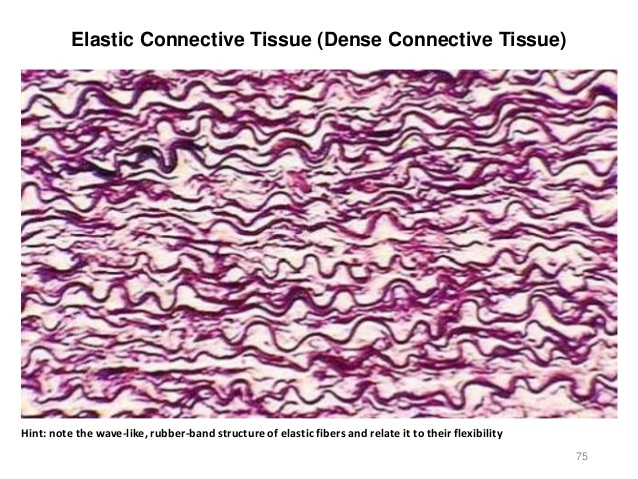 Elastic Connective Tissue (Dense Connective Tissue)
Hint: note the wave-like, rubber-band structure of elastic fibers and relate it to their flexibility
75